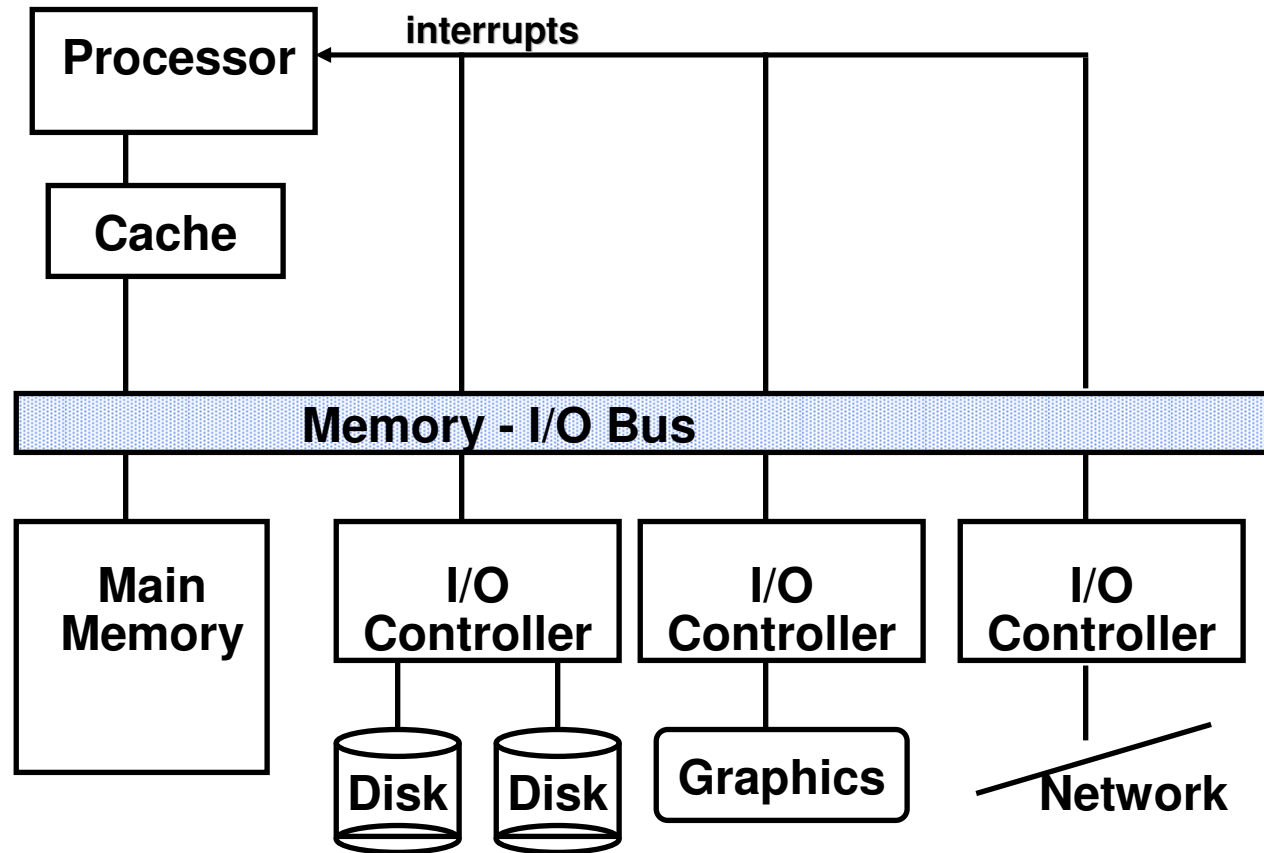 interrupts
Processor
Cache
Memory - I/O Bus
Main
Memory
I/O
Controller
I/O
Controller
I/O
Controller
Disk
Disk
Graphics
Network